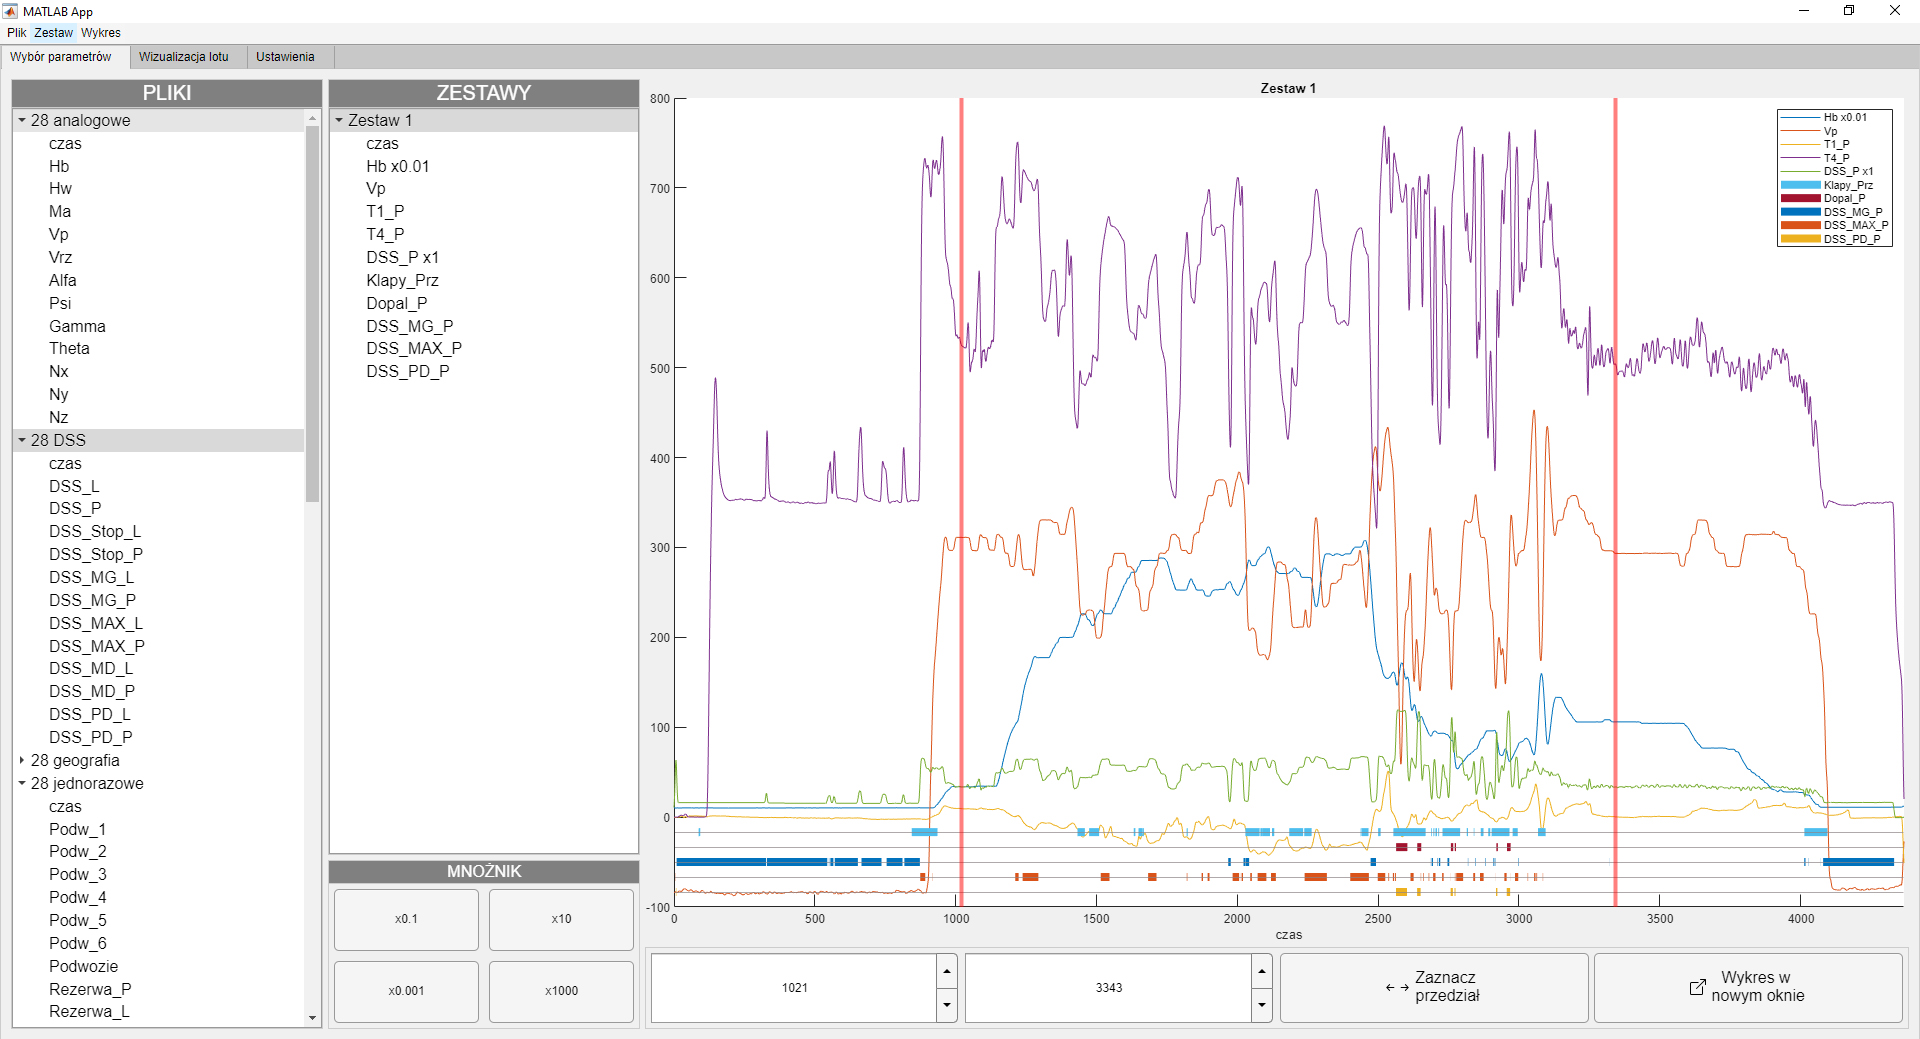 MATLAB App
Plik Zestaw Wykres
Wybór parametrów Wizualizacja lotu Ustawienia
PLIKI
28 analogowe
czas
Hb
Hw
Ma
Vp
Vrz
Alfa
Psi
Gamma
Theta
Nx
Ny
Nz
28 DSS
czas
DSS_L
DSS_P
DSS_Stop_L
DSS_Stop_P
DSS_MG_L
DSS_MG_P
DSS_MAX_L
DSS_MAX_P
DSS_MD_L
DSS_MD_P
DSS_PD_L
DSS_PD_P
28 geografia
28 jednorazowe
czas
Podw_1
Podw_2
Podw_3
Podw_4
Podw_5
Podw_6
Podwozie
Rezerwa_P
Rezerwa_L
ZESTAWY
Zestaw 1
czas
Hb x0.01
Vp
T1_P
T4_P
DSS_P x1
Klapy_Prz
Dopal_P
DSS_MG_P
DSS_MAX_P
DSS_PD_P
MNOŻNIK
x0.1 x10
x0.001 x1000
Zestaw 1
800
700
600
500
400
300
200
100
0
-100
0 500 1000 1500 2000 2500 3000 3500 4000
czas
Hb x0.01
Vp
T1_P
T4_P
DSS_P x1
Klapy_Prz
Dopal_P
DSS_MG_P
DSS_MAX_P
DSS_PD_P
1021
3343
Zaznacz
przedział
Wykres w
nowym oknie